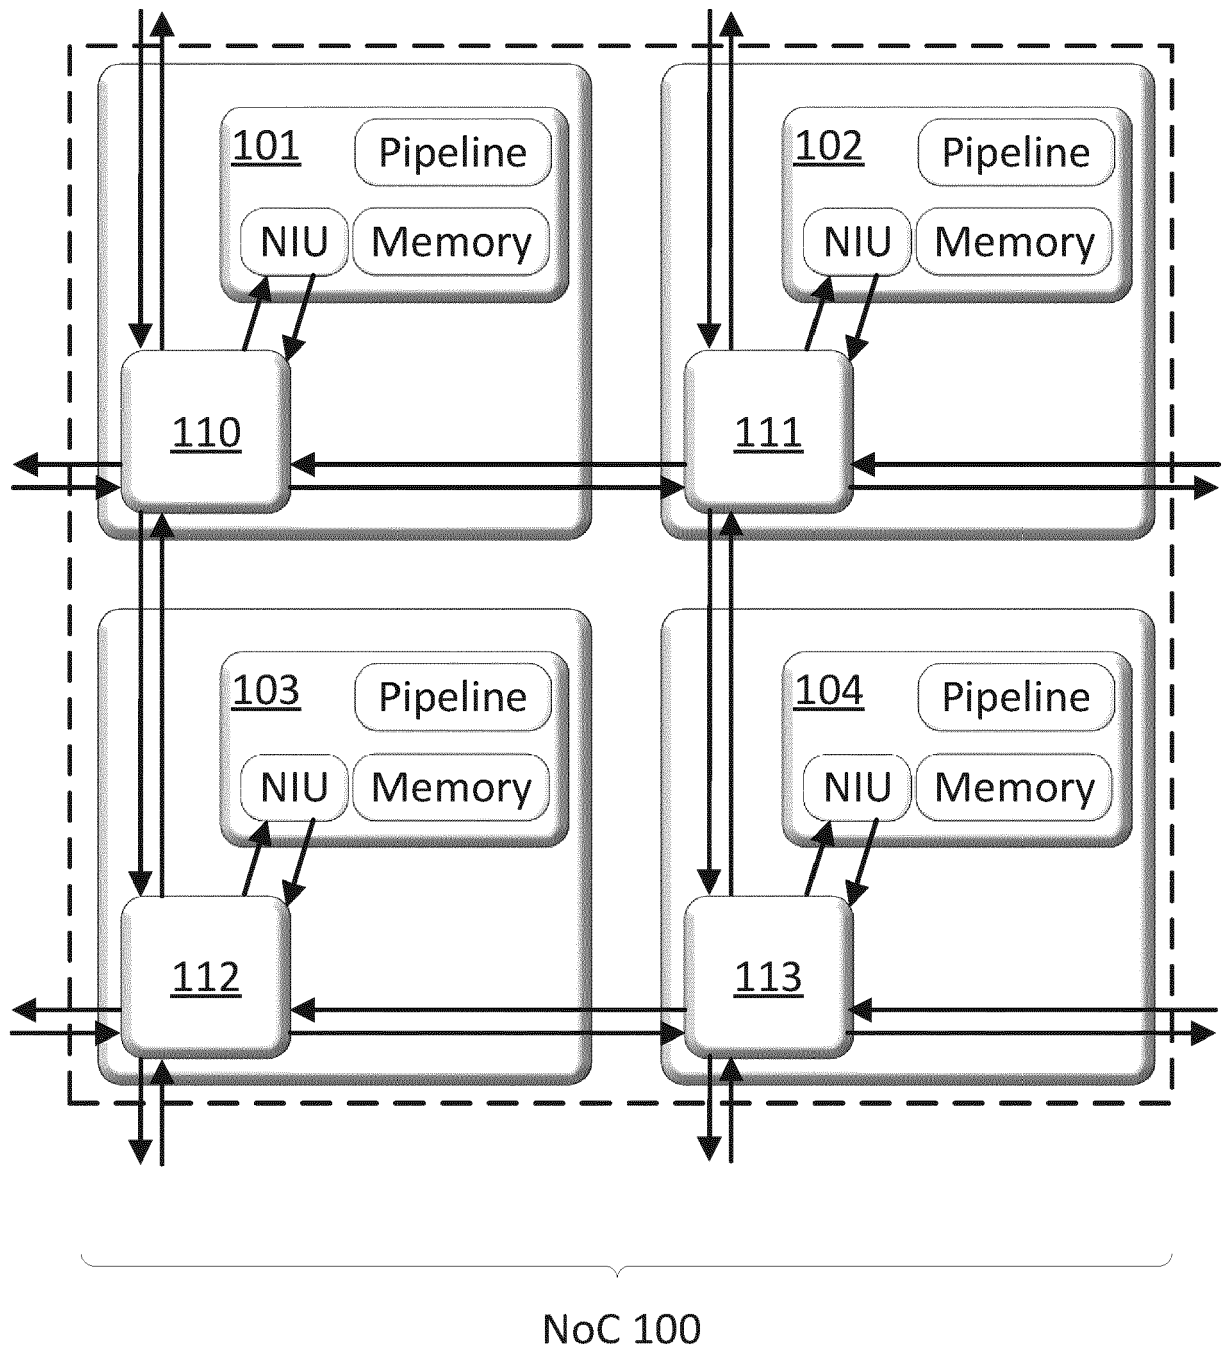 101 Pipeline
NIU Memory
102 Pipeline
NIU Memory
110
111
103 Pipeline
NIU Memory
104 Pipeline
NIU Memory
112
113
NoC 100